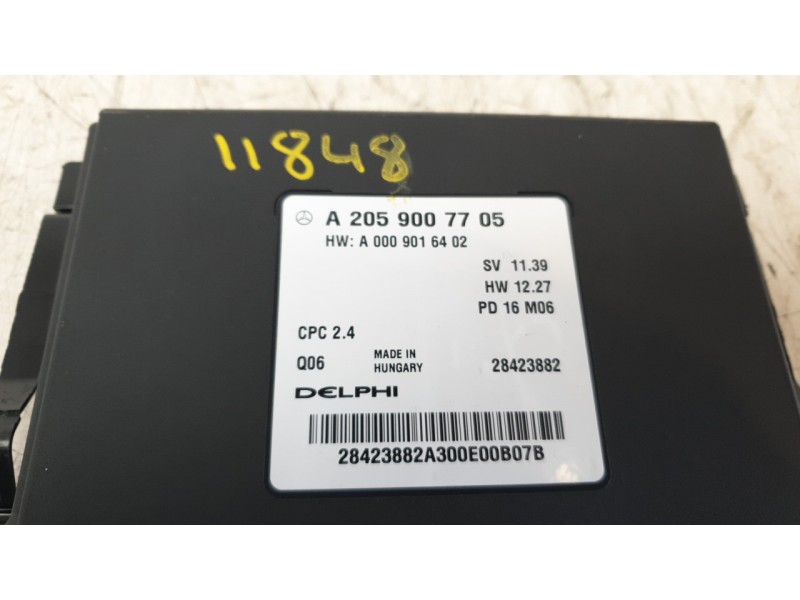 11848
A 205 900 77 05
HW: A 000 901 64 02
SV 11.39
HW 12.27
PD 16 M06
CPC 2.4
Q06 MADE IN HUNGARY 28423882
DELPHI
28423882A300E00B07B